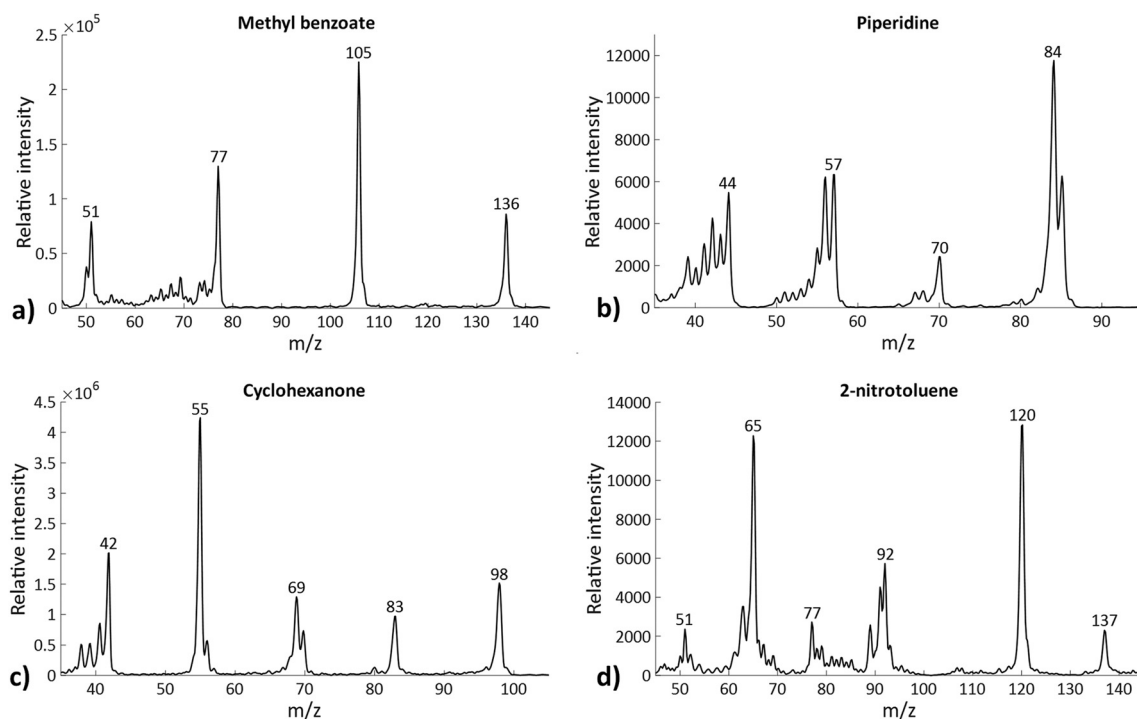 Methyl benzoate
×10^5
2.5
2
1.5
1
0.5
0
Relative intensity
51
77
105
136
50 60 70 80 90 100 110 120 130 140
m/z
a)
Piperidine
12000
10000
8000
6000
4000
2000
0
Relative intensity
44
57
70
84
40 50 60 70 80 90
m/z
b)
Cyclohexanone
×10^6
4.5
4
3.5
3
2.5
2
1.5
1
0.5
0
Relative intensity
42
55
69
83
98
40 50 60 70 80 90 100
m/z
c)
2-nitrotoluene
14000
12000
10000
8000
6000
4000
2000
0
Relative intensity
51
65
77
92
120
137
50 60 70 80 90 100 110 120 130 140
m/z
d)